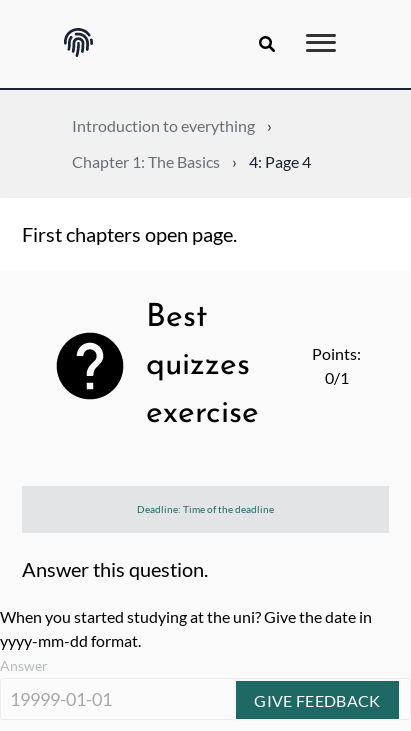 Introduction to everything ›
Chapter 1: The Basics › 4: Page 4
First chapters open page.
Best
quizzes
exercise
Points:
0/1
Deadline: Time of the deadline
Answer this question.
When you started studying at the uni? Give the date in
yyyy-mm-dd format.
Answer
19999-01-01
GIVE FEEDBACK